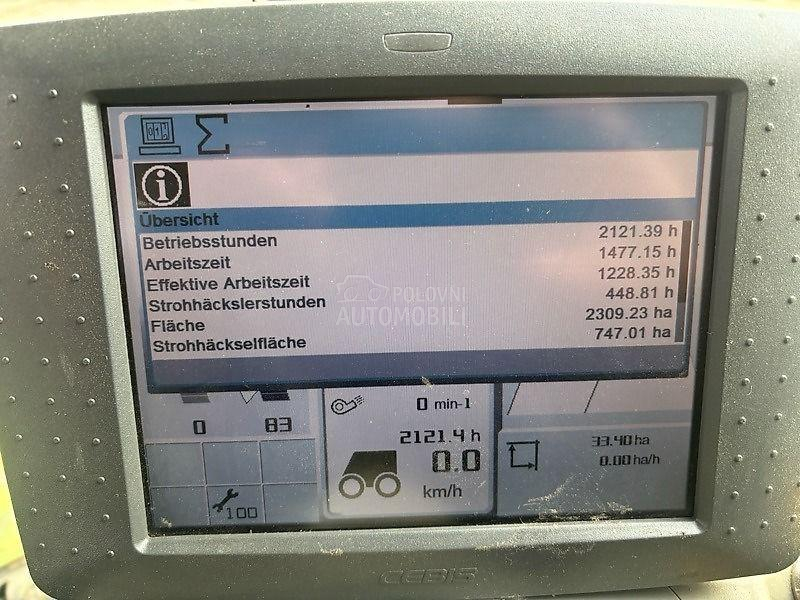 Übersicht
Betriebsstunden 2121.39 h
Arbeitszeit 1477.15 h
Effektive Arbeitszeit 1228.35 h
Strohhäckslerstunden 448.81 h
Fläche 2309.23 ha
Strohhäckselfläche 747.01 ha
POLOVNI
AUTOMOBILI
0 83
0 min-1
2121.4 h
0.0
km/h
33.40 ha
0.00 ha/h
100
CEBIS